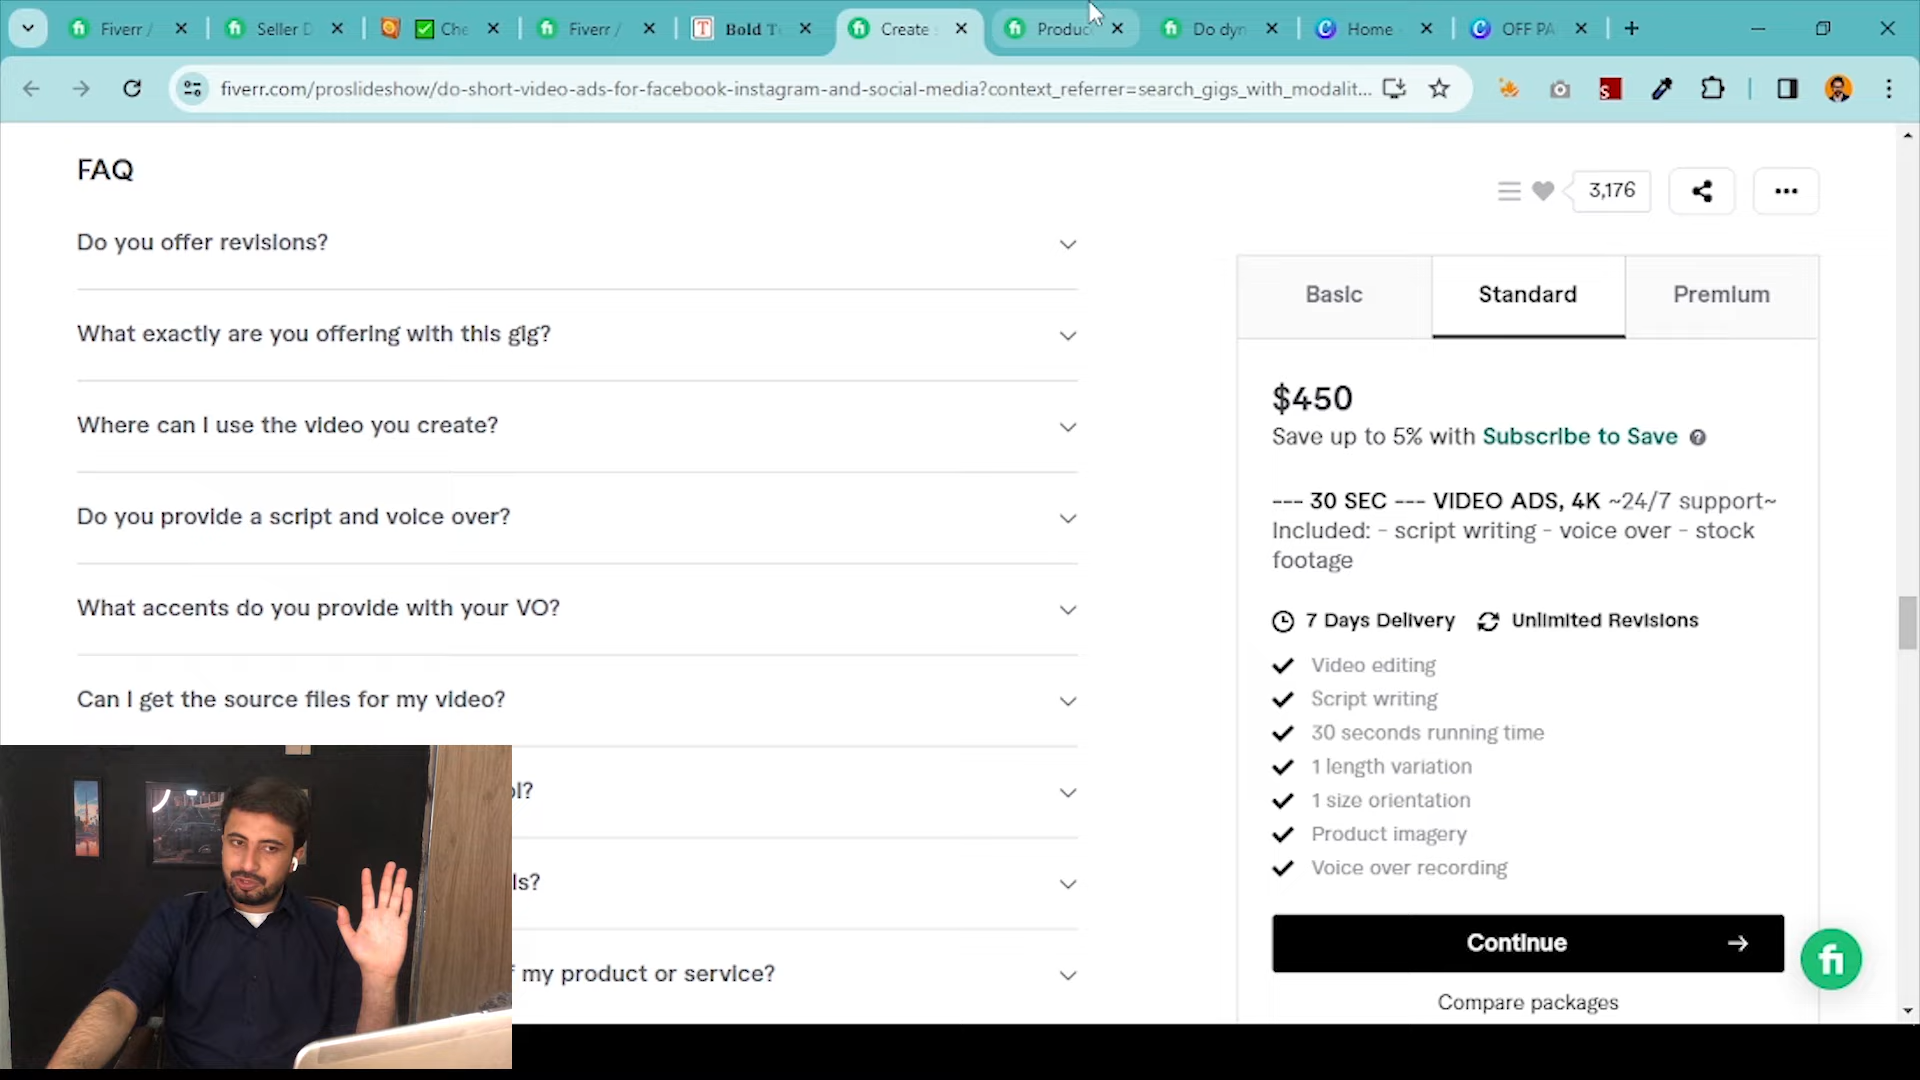 Fiverr /
Seller D
Che
Fiverr /
Bold T
Create
Produc
Do dyn
Home
OFF PA
fiverr.com/proslideshow/do-short-video-ads-for-facebook-instagram-and-social-media?context_referrer=search_gigs_with_modalit...
FAQ
3,176
Do you offer revisions?
What exactly are you offering with this gig?
Where can I use the video you create?
Do you provide a script and voice over?
What accents do you provide with your VO?
Can I get the source files for my video?
ol?
ls?
f my product or service?
Basic
Standard
Premium
$450
Save up to 5% with Subscribe to Save
--- 30 SEC --- VIDEO ADS, 4K ~24/7 support~
Included: - script writing - voice over - stock
footage
7 Days Delivery
Unlimited Revisions
Video editing
Script writing
30 seconds running time
1 length variation
1 size orientation
Product imagery
Voice over recording
Continue
fi
Compare packages